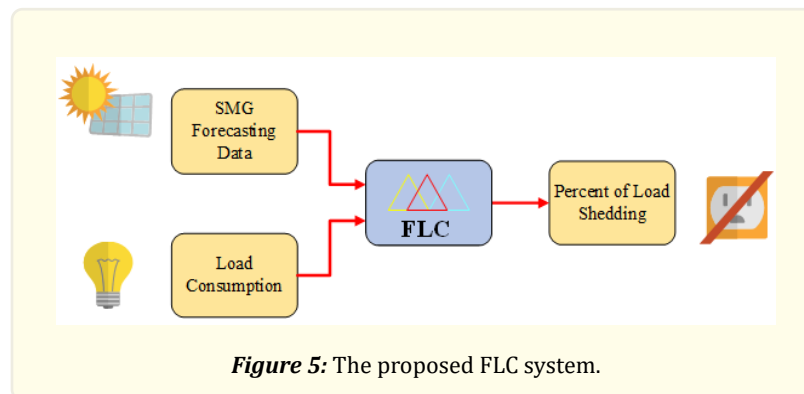 SMG
Forecasting
Data
Load
Consumption
FLC
Percent of Load
Shedding
Figure 5: The proposed FLC system.